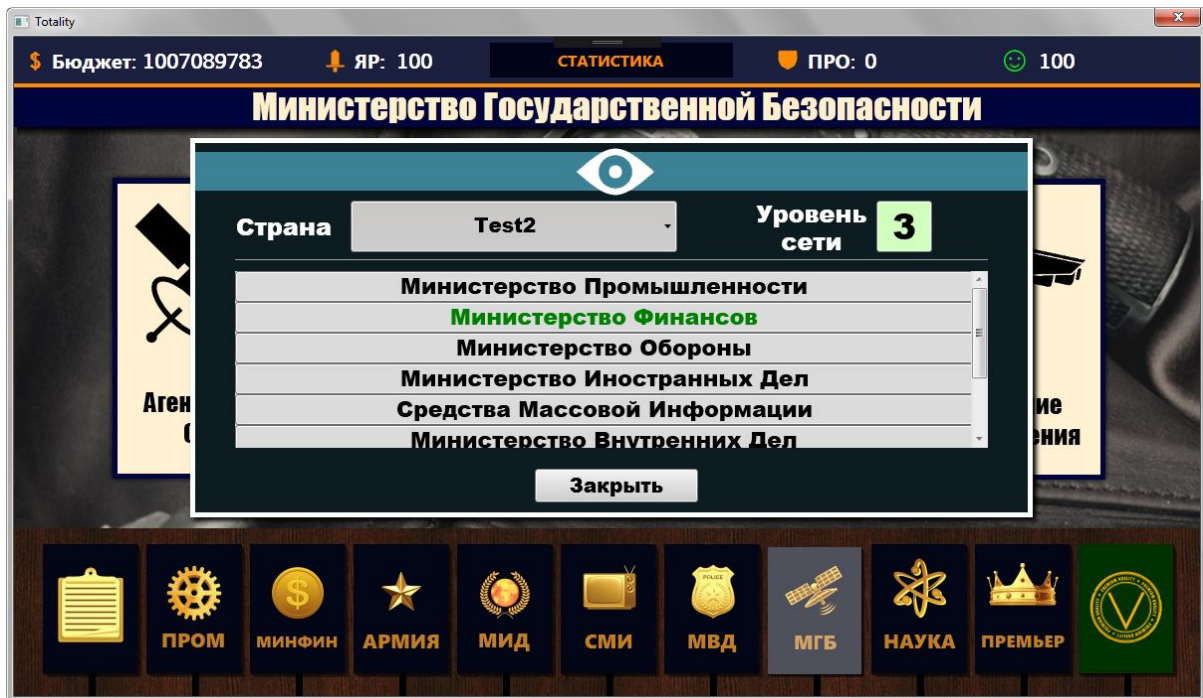 Totality
Бюджет: 1007089783
ЯР: 100
СТАТИСТИКА
ПРО: 0
100
Министерство Государственной Безопасности
Страна
Test2
Уровень
сети
3
Министерство Промышленности
Министерство Финансов
Министерство Обороны
Министерство Иностранных Дел
Средства Массовой Информации
Министерство Внутренних Дел
Закрыть
ПРОМ
МИНФИН
АРМИЯ
МИД
СМИ
POLICE
МВД
МГБ
НАУКА
ПРЕМЬЕР